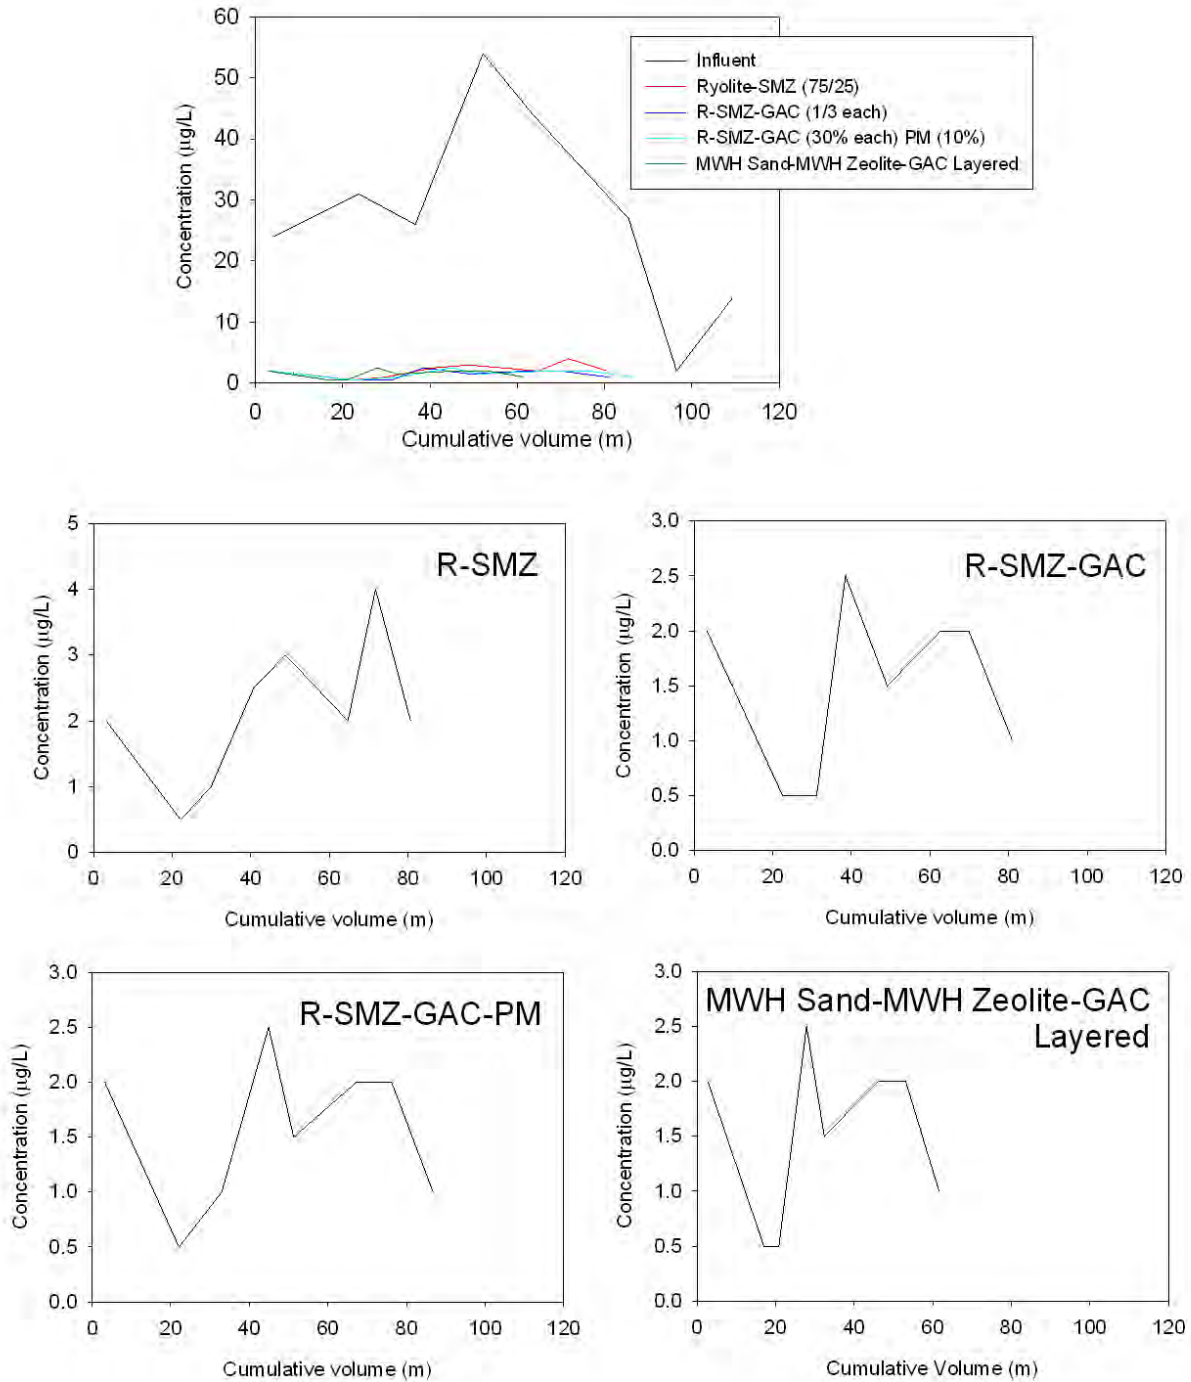 60
50
40
30
20
10
0
Concentration (µg/L)
0 20 40 60 80 100 120
Cumulative volume (m)
Influent
Ryolite-SMZ (75/25)
R-SMZ-GAC (1/3 each)
R-SMZ-GAC (30% each) PM (10%)
MWH Sand-MWH Zeolite-GAC Layered
R-SMZ
5
4
3
2
1
0
Concentration (µg/L)
0 20 40 60 80 100 120
Cumulative volume (m)
R-SMZ-GAC
3.0
2.5
2.0
1.5
1.0
0.5
0.0
Concentration (µg/L)
0 20 40 60 80 100 120
Cumulative volume (m)
R-SMZ-GAC-PM
3.0
2.5
2.0
1.5
1.0
0.5
0.0
Concentration (µg/L)
0 20 40 60 80 100 120
Cumulative volume (m)
MWH Sand-MWH Zeolite-GAC
Layered
3.0
2.5
2.0
1.5
1.0
0.5
0.0
Concentration (µg/L)
0 20 40 60 80 100 120
Cumulative Volume (m)